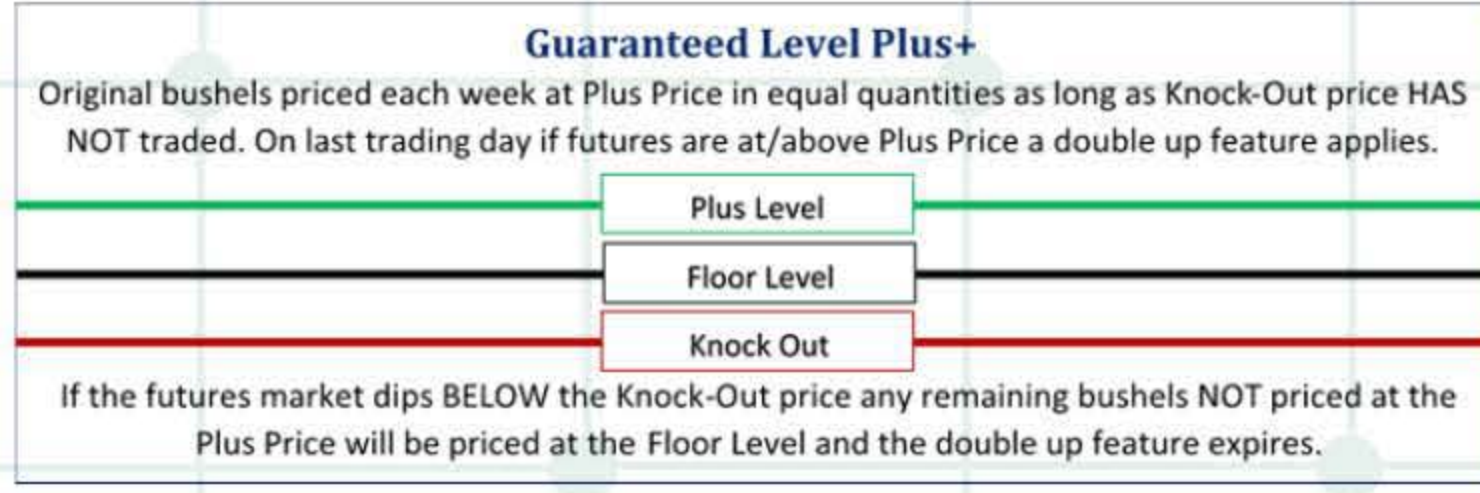 Guaranteed Level Plus+
Original bushels priced each week at Plus Price in equal quantities as long as Knock-Out price HAS
NOT traded. On last trading day if futures are at/above Plus Price a double up feature applies.
Plus Level
Floor Level
Knock Out
If the futures market dips BELOW the Knock-Out price any remaining bushels NOT priced at the
Plus Price will be priced at the Floor Level and the double up feature expires.